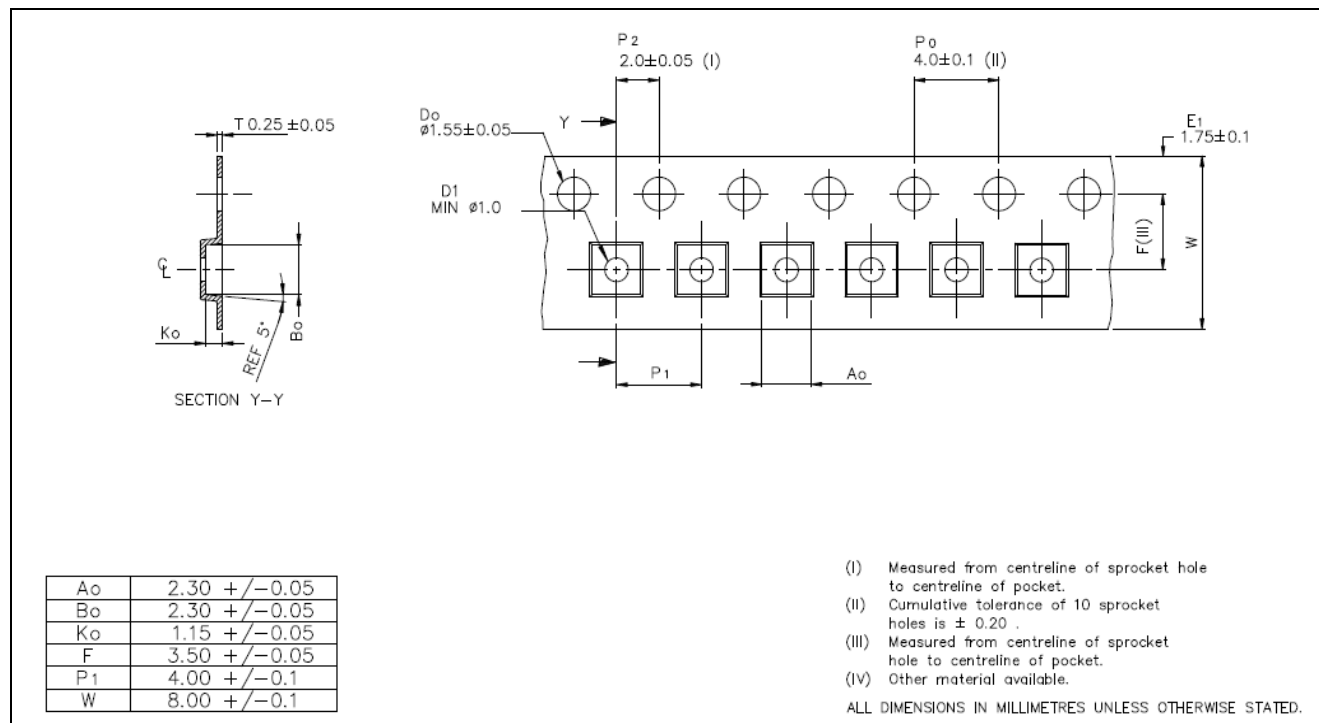 P2
2.0±0.05 (I)
Po
4.0±0.1 (II)
T 0.25 ±0.05
Do
ø1.55±0.05
Y
E1
1.75±0.1
D1
MIN ø1.0
F(III)
W
CL
Ko
REF 5°
Bo
P1
Ao
SECTION Y-Y
Ao 2.30 +/-0.05
Bo 2.30 +/-0.05
Ko 1.15 +/-0.05
F 3.50 +/-0.05
P1 4.00 +/-0.1
W 8.00 +/-0.1
(I) Measured from centreline of sprocket hole
to centreline of pocket.
(II) Cumulative tolerance of 10 sprocket
holes is ± 0.20 .
(III) Measured from centreline of sprocket
hole to centreline of pocket.
(IV) Other material available.
ALL DIMENSIONS IN MILLIMETRES UNLESS OTHERWISE STATED.